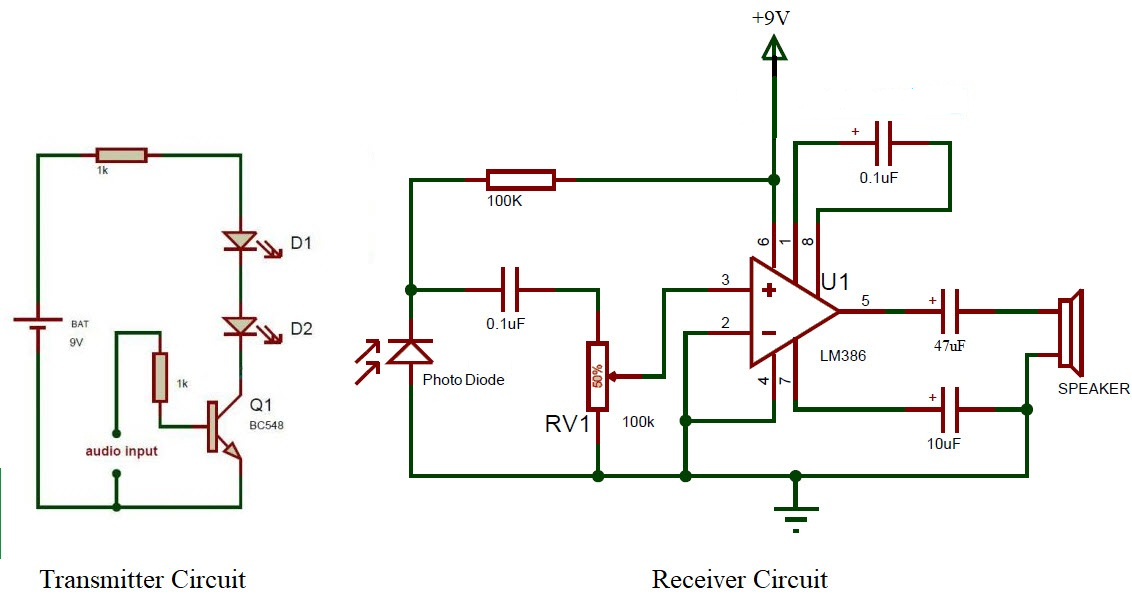 +9V
1k
D1
D2
BAT
9V
1k
Q1
BC548
audio input
Transmitter Circuit
+
0.1uF
100K
6
1
8
3
U1
5
+
0.1uF
2
47uF
LM386
50%
4
7
Photo Diode
SPEAKER
+
RV1
100k
10uF
Receiver Circuit